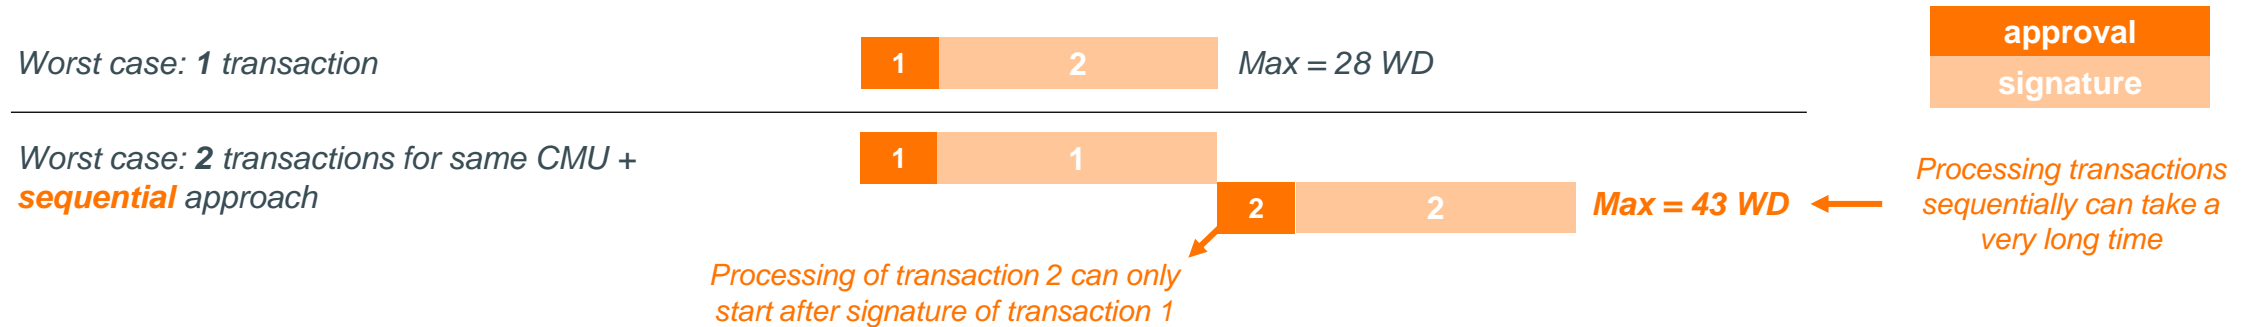 Worst case: 1 transaction
1
2
Max = 28 WD
approval
signature
Worst case: 2 transactions for same CMU +
sequential approach
1
1
2
2
Max = 43 WD
Processing transactions
sequentially can take a
very long time
Processing of transaction 2 can only
start after signature of transaction 1